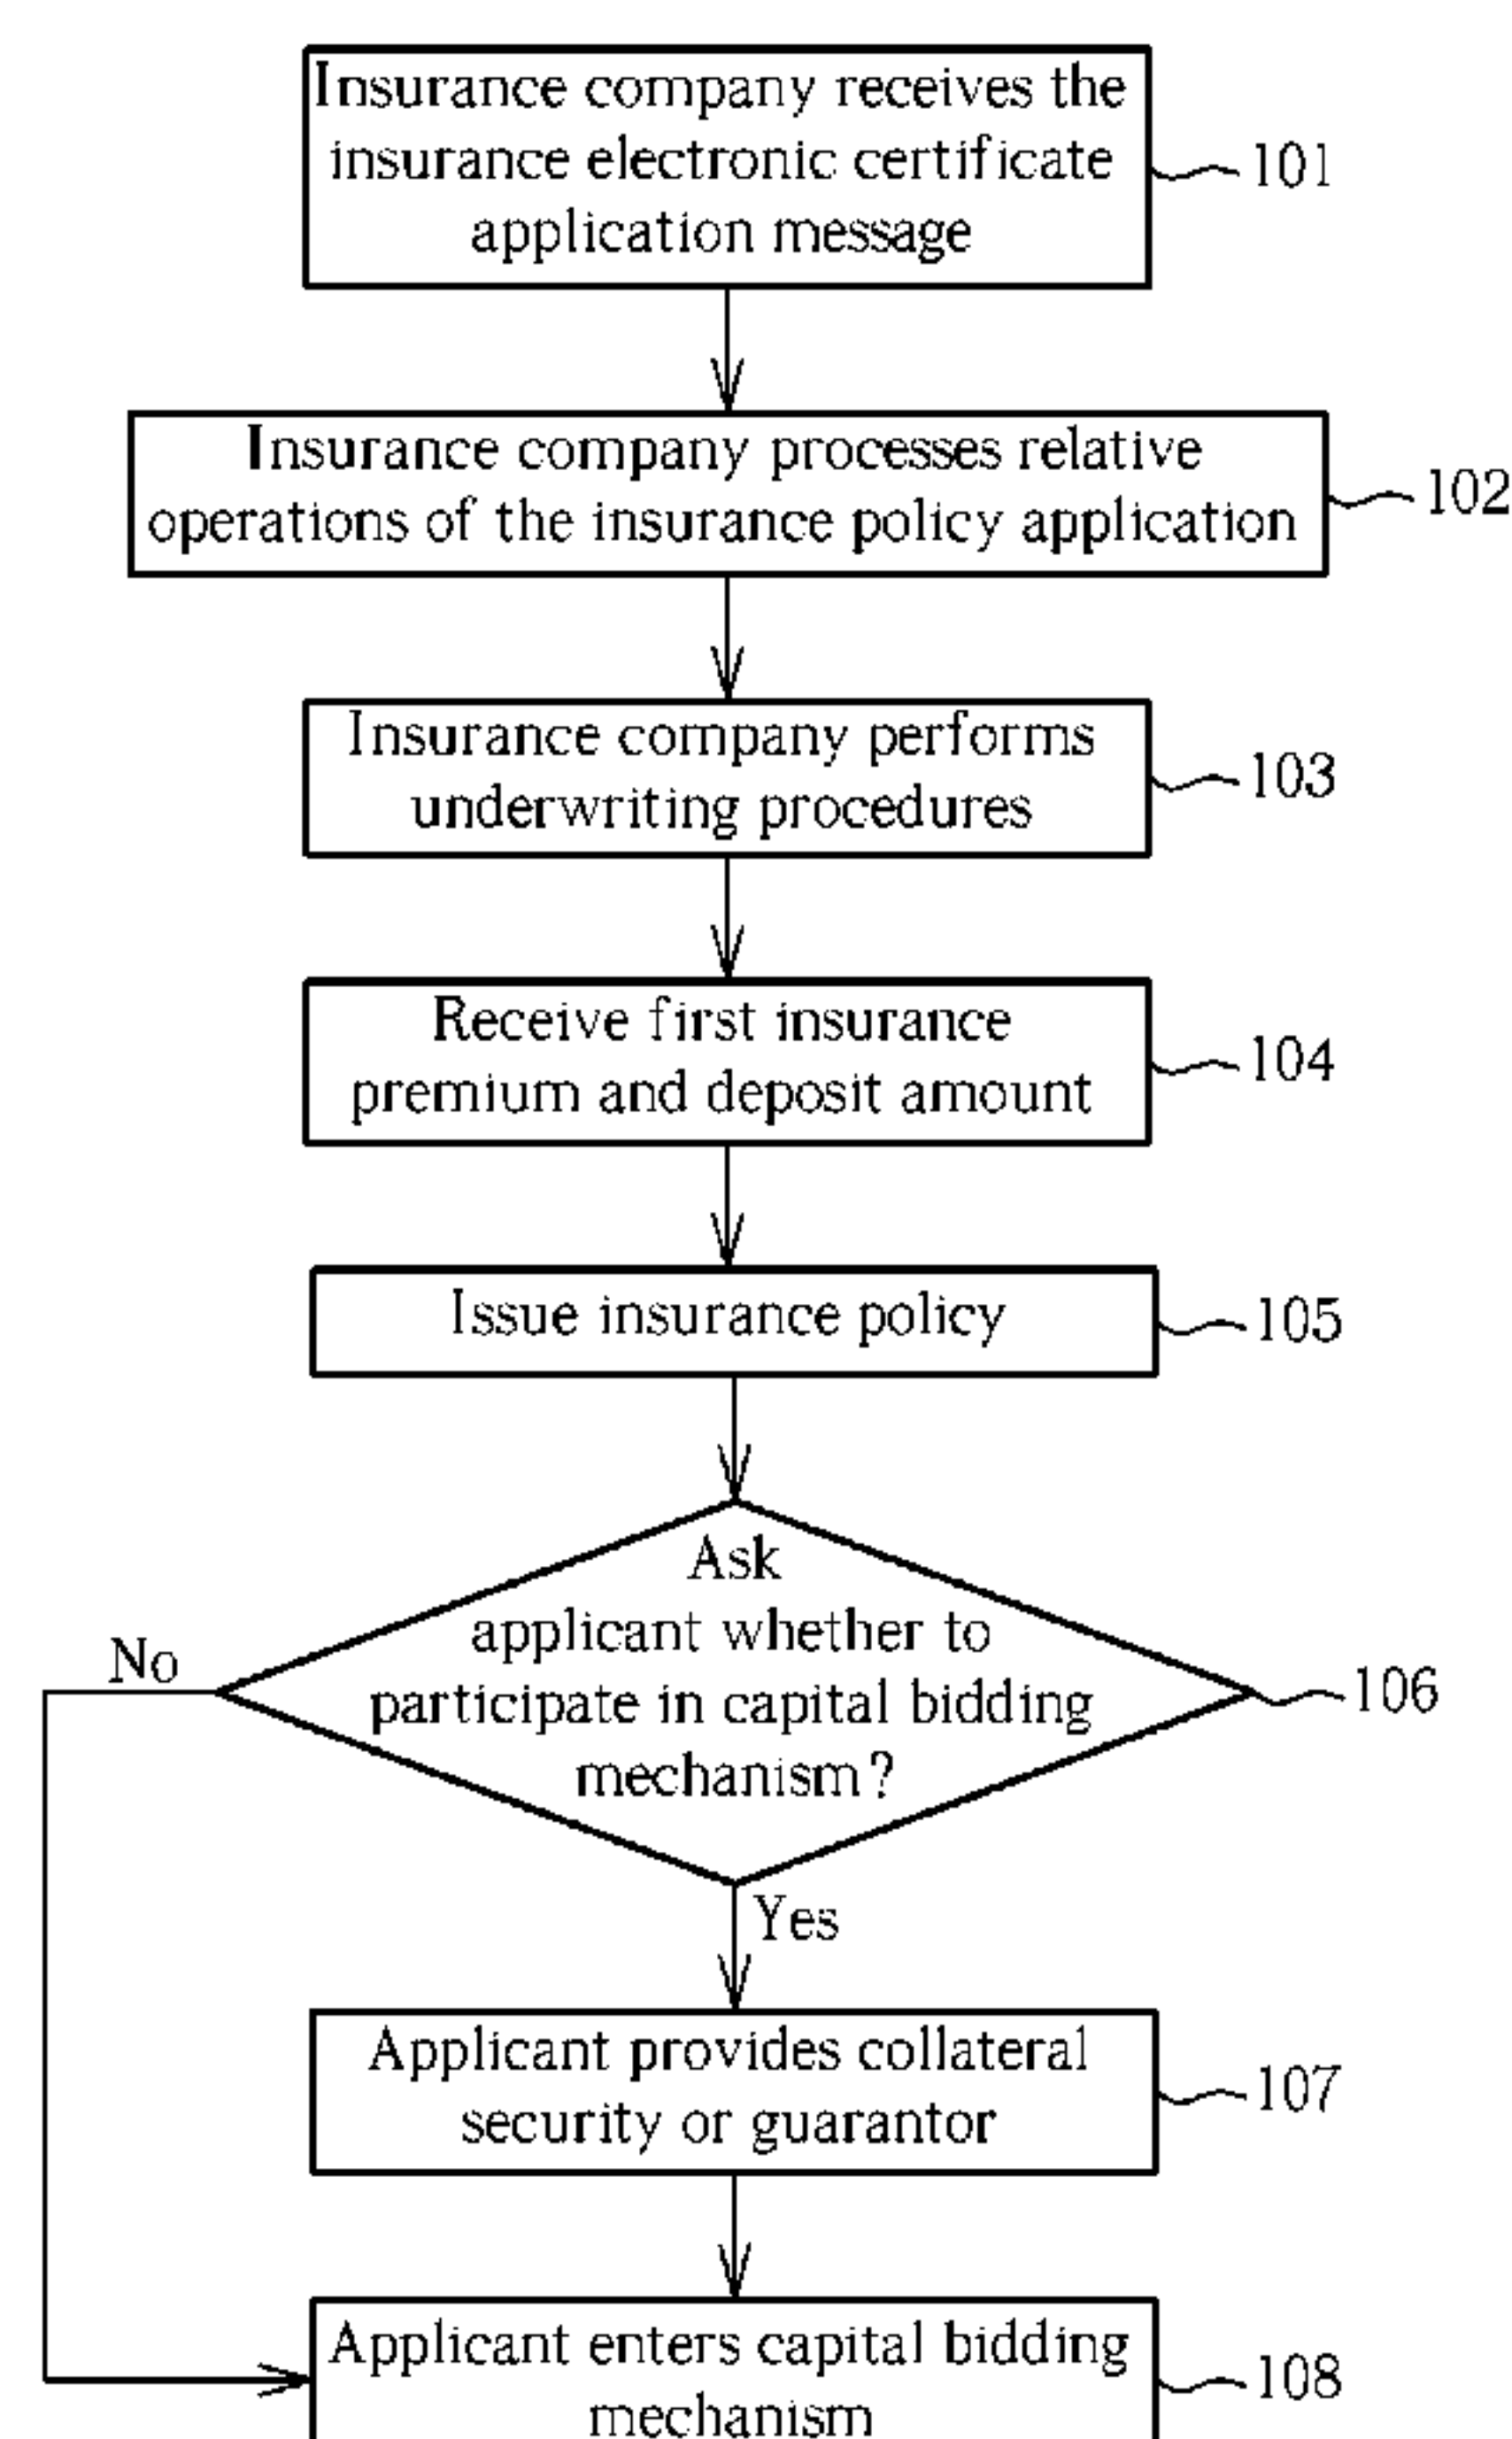 Insurance company receives the
insurance electronic certificate
application message
101
Insurance company processes relative
operations of the insurance policy application
102
Insurance company performs
underwriting procedures
103
Receive first insurance
premium and deposit amount
104
Issue insurance policy
105
Ask
applicant whether to
participate in capital bidding
mechanism?
106
No
Yes
Applicant provides collateral
security or guarantor
107
Applicant enters capital bidding
mechanism
108